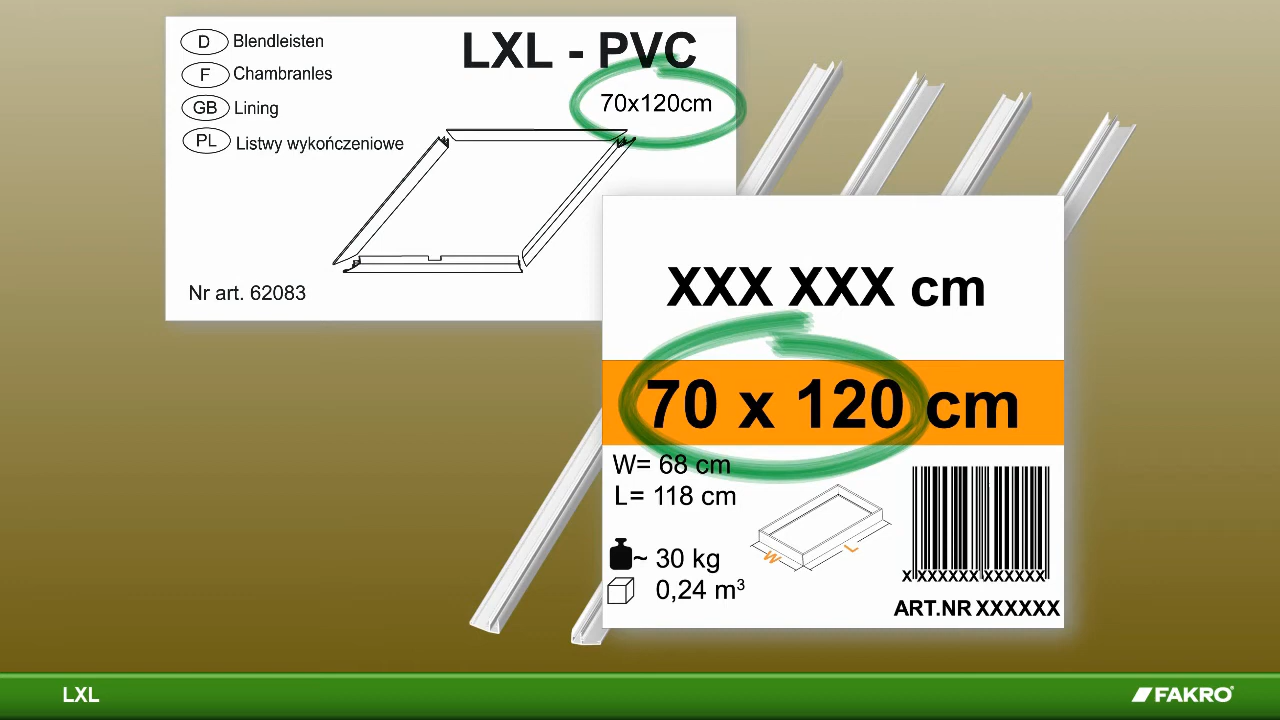 D Blendleisten
F Chambranles
GB Lining
PL Listwy wykończeniowe
LXL - PVC
70x120cm
Nr art. 62083
XXX XXX cm
70 x 120 cm
W= 68 cm
L= 118 cm
W
L
~ 30 kg
0,24 m³
X XXXXXX XXXXXX
ART.NR XXXXXX
LXL
FAKRO®